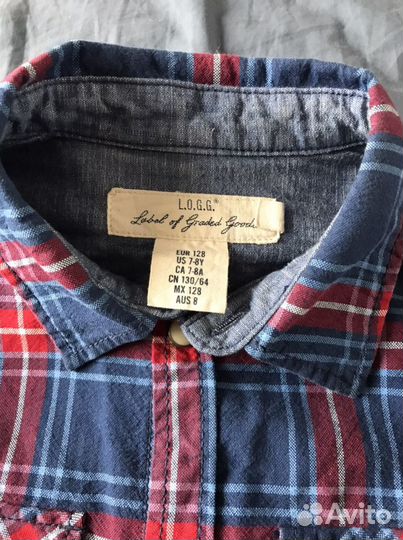 L.O.G.G.®
Label of Graded Goods
EUR 128
US 7-8Y
CA 7-8A
CN 130/64
MX 128
AUS 8
Avito